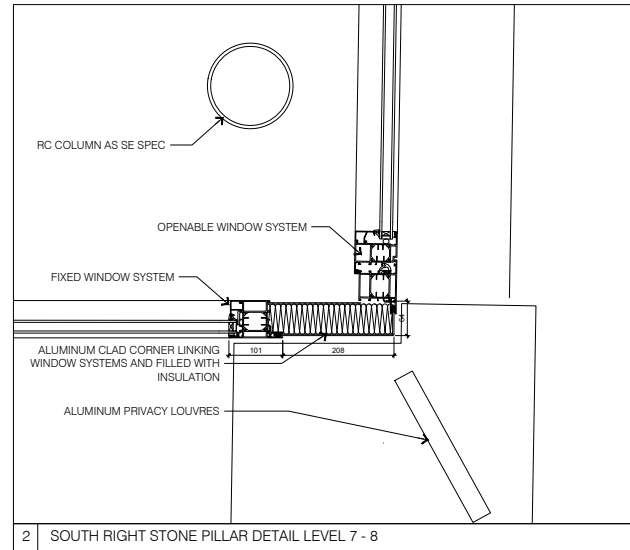 RC COLUMN AS SE SPEC
OPENABLE WINDOW SYSTEM
FIXED WINDOW SYSTEM
64
101
208
ALUMINUM CLAD CORNER LINKING
WINDOW SYSTEMS AND FILLED WITH
INSULATION
ALUMINUM PRIVACY LOUVRES
2 SOUTH RIGHT STONE PILLAR DETAIL LEVEL 7 - 8